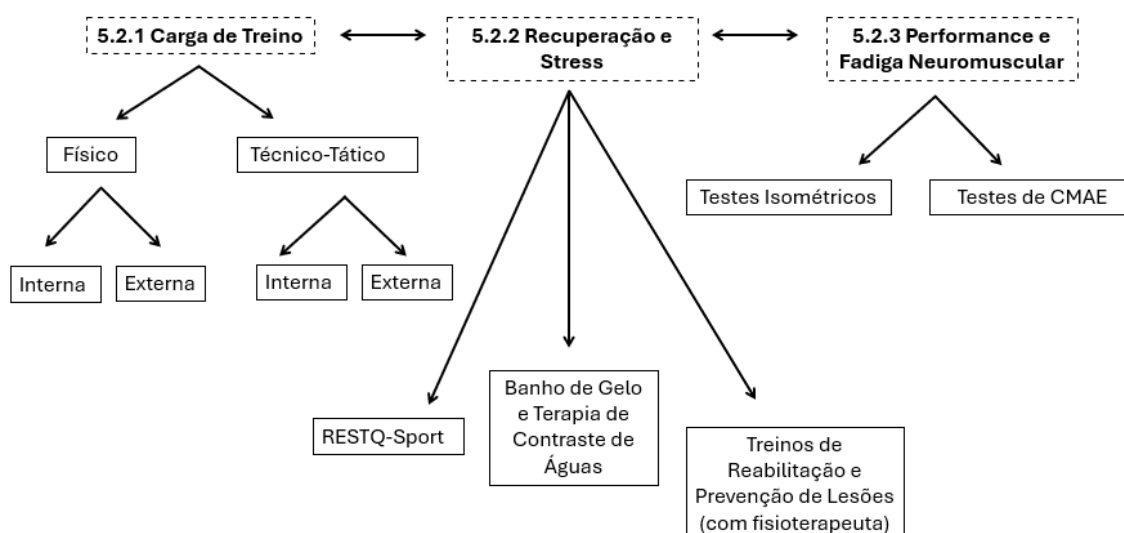 5.2.1 Carga de Treino
5.2.2 Recuperação e
Stress
5.2.3 Performance e
Fadiga Neuromuscular
Físico
Técnico-Tático
Testes Isométricos
Testes de CMAE
Interna
Externa
Interna
Externa
RESTQ-Sport
Banho de Gelo
e Terapia de
Contraste de
Águas
Treinos de
Reabilitação e
Prevenção de Lesões
(com fisioterapeuta)